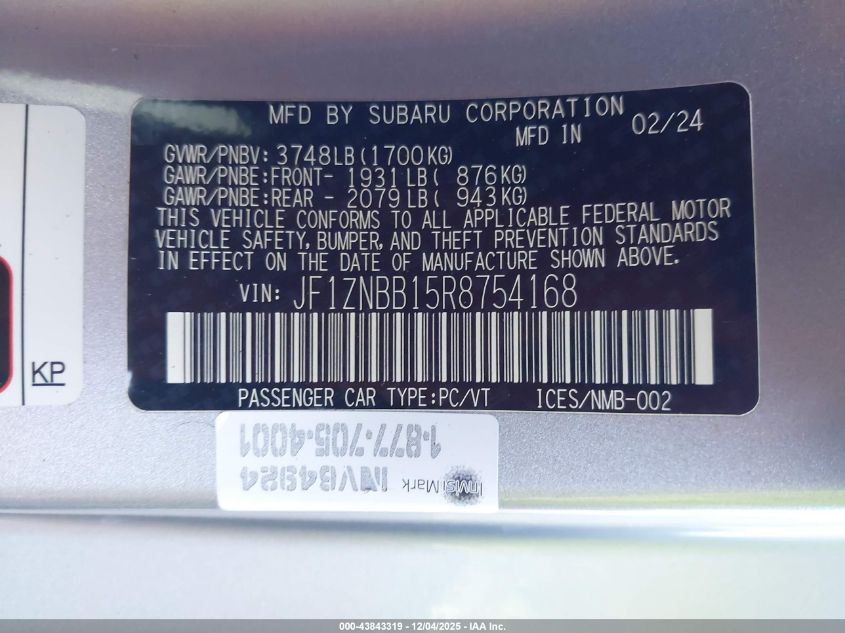 MFD BY SUBARU CORPORATION
MFD IN 02/24
GVWR/PNBV: 3748LB(1700KG)
GAWR/PNBE:FRONT- 1931LB( 876KG)
GAWR/PNBE:REAR - 2079LB( 943KG)
THIS VEHICLE CONFORMS TO ALL APPLICABLE FEDERAL MOTOR
VEHICLE SAFETY, BUMPER, AND THEFT PREVENTION STANDARDS
IN EFFECT ON THE DATE OF MANUFACTURE SHOWN ABOVE.
VIN: JF1ZNBB15R8754168
PASSENGER CAR TYPE:PC/VT ICES/NMB-002
KP
1-877-705-4001
InvisiMark INV84924
000-43843319 - 12/04/2025 - IAA Inc.